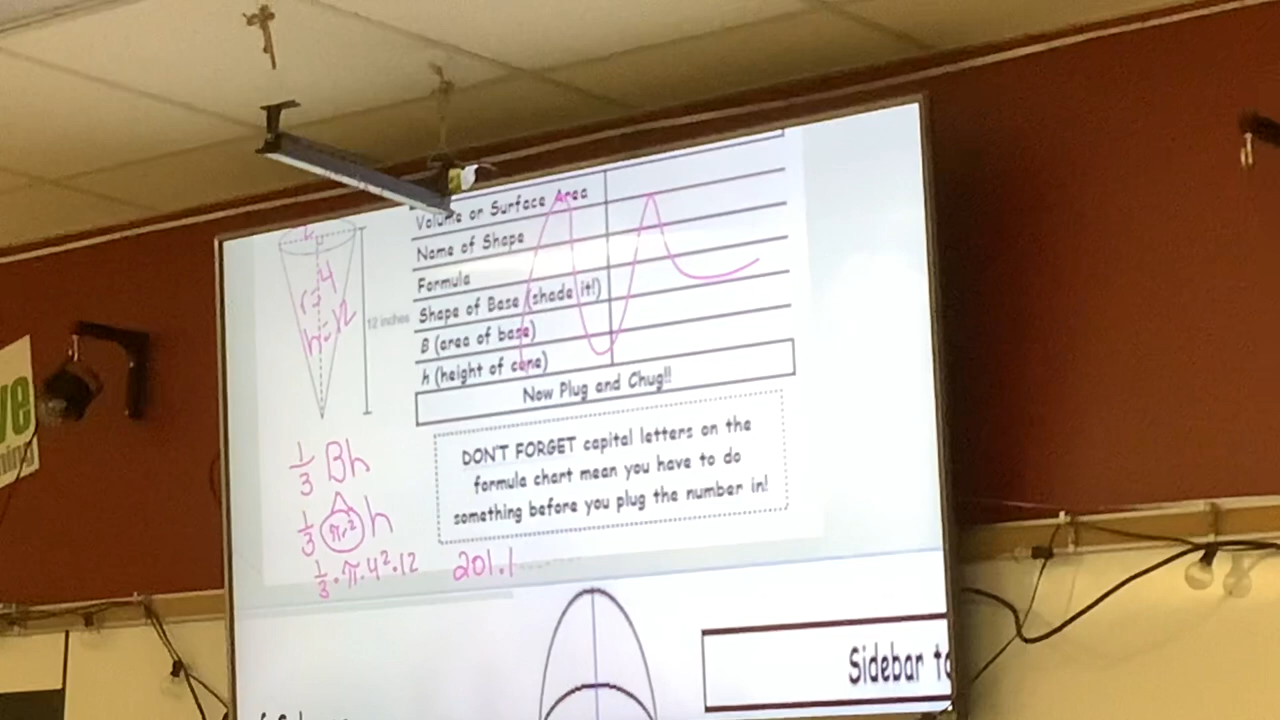 Volume or Surface Area
Name of Shape
Formula
Shape of Base (shade it!)
B (area of base)
h (height of cone)
Now Plug and Chug!!
r=4
h=12
12 inches
DON'T FORGET capital letters on the
formula chart mean you have to do
something before you plug the number in!
1/3 Bh
1/3 πr² h
1/3 · π · 4² · 12 201.1
Sidebar to
ve